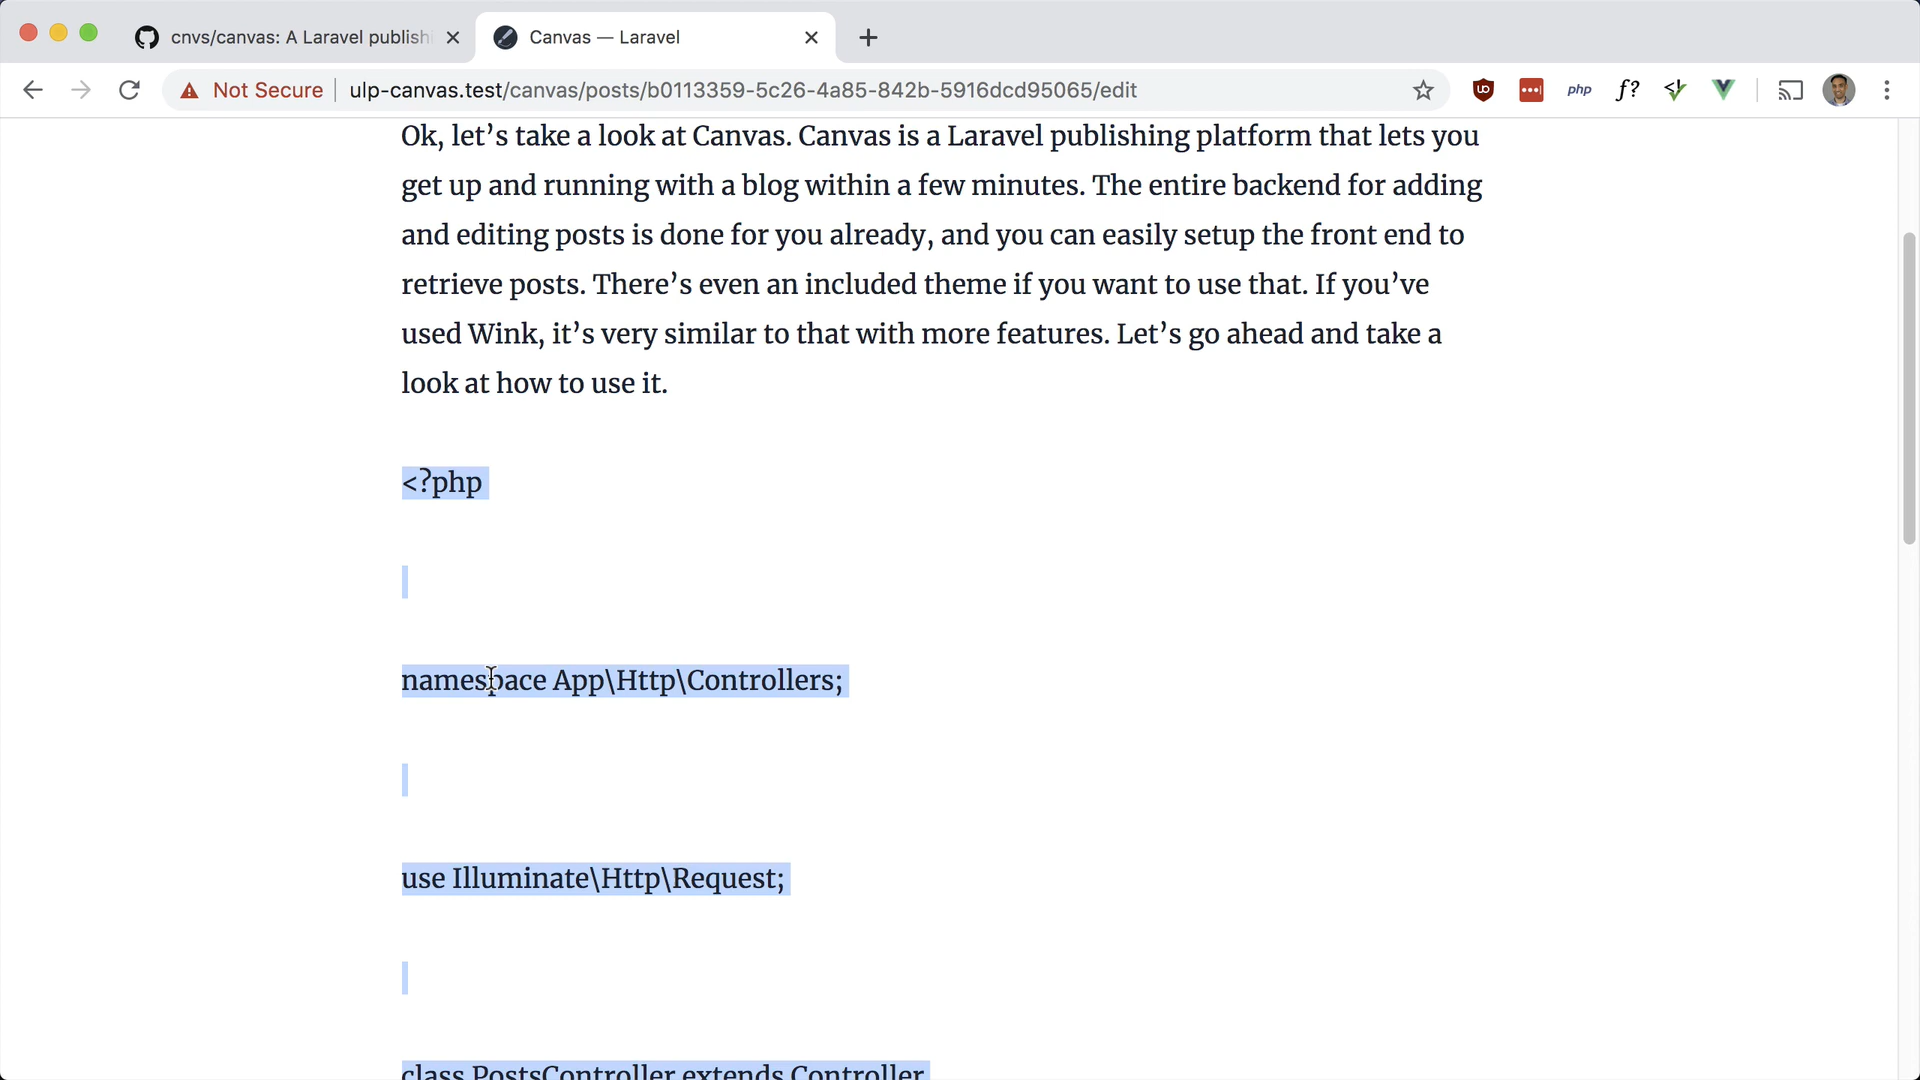 cnvs/canvas: A Laravel publish
Canvas — Laravel
Not Secure
ulp-canvas.test/canvas/posts/b0113359-5c26-4a85-842b-5916dcd95065/edit
php
f?
Ok, let’s take a look at Canvas. Canvas is a Laravel publishing platform that lets you
get up and running with a blog within a few minutes. The entire backend for adding
and editing posts is done for you already, and you can easily setup the front end to
retrieve posts. There’s even an included theme if you want to use that. If you’ve
used Wink, it’s very similar to that with more features. Let’s go ahead and take a
look at how to use it.
<?php
namespace App\Http\Controllers;
use Illuminate\Http\Request;
class PostsController extends Controller